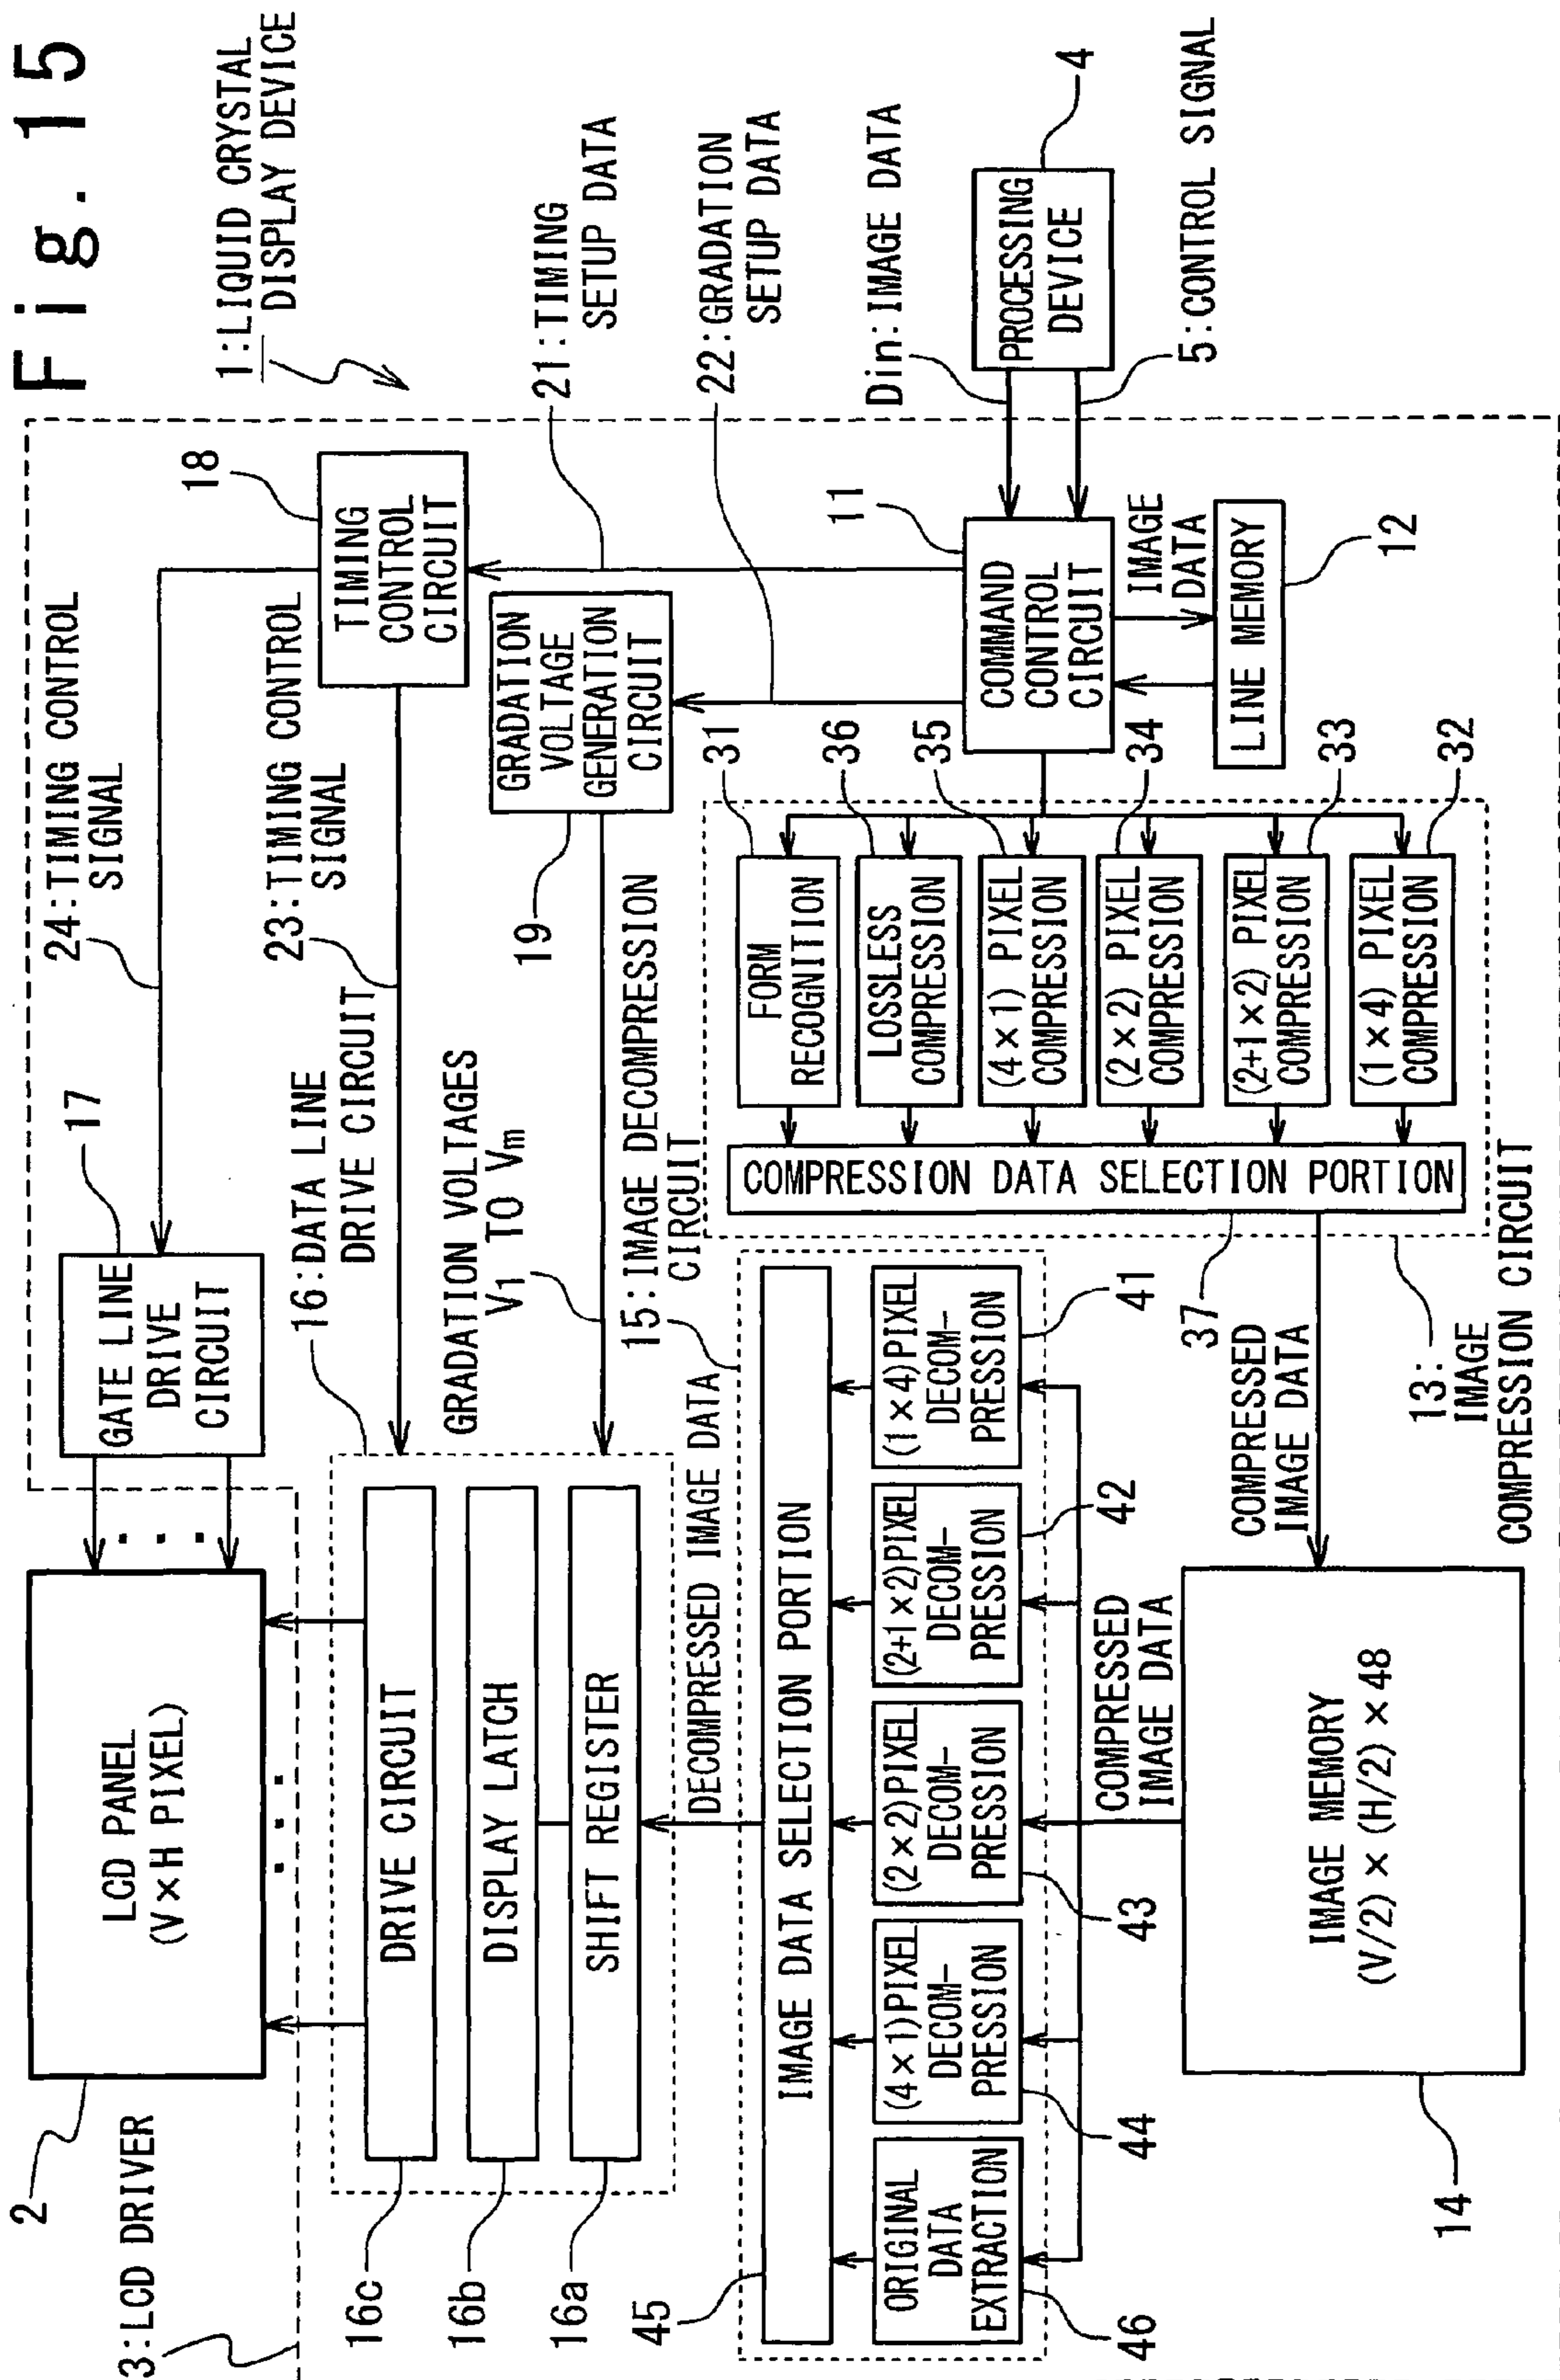 Fig. 15
1:LIQUID CRYSTAL
DISPLAY DEVICE
3:LCD DRIVER
2
LCD PANEL
(V×H PIXEL)
GATE LINE
DRIVE
CIRCUIT
17
24:TIMING CONTROL
SIGNAL
18
TIMING
CONTROL
CIRCUIT
23:TIMING CONTROL
SIGNAL
16:DATA LINE
DRIVE CIRCUIT
16c
DRIVE CIRCUIT
16b
DISPLAY LATCH
16a
SHIFT REGISTER
GRADATION VOLTAGES
V1 TO Vm
19
GRADATION
VOLTAGE
GENERATION
CIRCUIT
21:TIMING
SETUP DATA
22:GRADATION
SETUP DATA
DECOMPRESSED IMAGE DATA
15:IMAGE DECOMPRESSION
CIRCUIT
45
IMAGE DATA SELECTION PORTION
ORIGINAL
DATA
EXTRACTION
46
(4×1)PIXEL
DECOM-
PRESSION
44
(2×2)PIXEL
DECOM-
PRESSION
43
(2+1×2)PIXEL
DECOM-
PRESSION
42
(1×4)PIXEL
DECOM-
PRESSION
41
COMPRESSED
IMAGE DATA
IMAGE MEMORY
(V/2)×(H/2)×48
14
COMPRESSED
IMAGE DATA
37
COMPRESSION DATA SELECTION PORTION
13:
IMAGE
COMPRESSION CIRCUIT
FORM
RECOGNITION
31
LOSSLESS
COMPRESSION
36
(4×1) PIXEL
COMPRESSION
35
(2×2) PIXEL
COMPRESSION
34
(2+1×2) PIXEL
COMPRESSION
33
(1×4) PIXEL
COMPRESSION
32
11
COMMAND
CONTROL
CIRCUIT
IMAGE
DATA
LINE MEMORY
12
Din:IMAGE DATA
PROCESSING
DEVICE
4
5:CONTROL SIGNAL